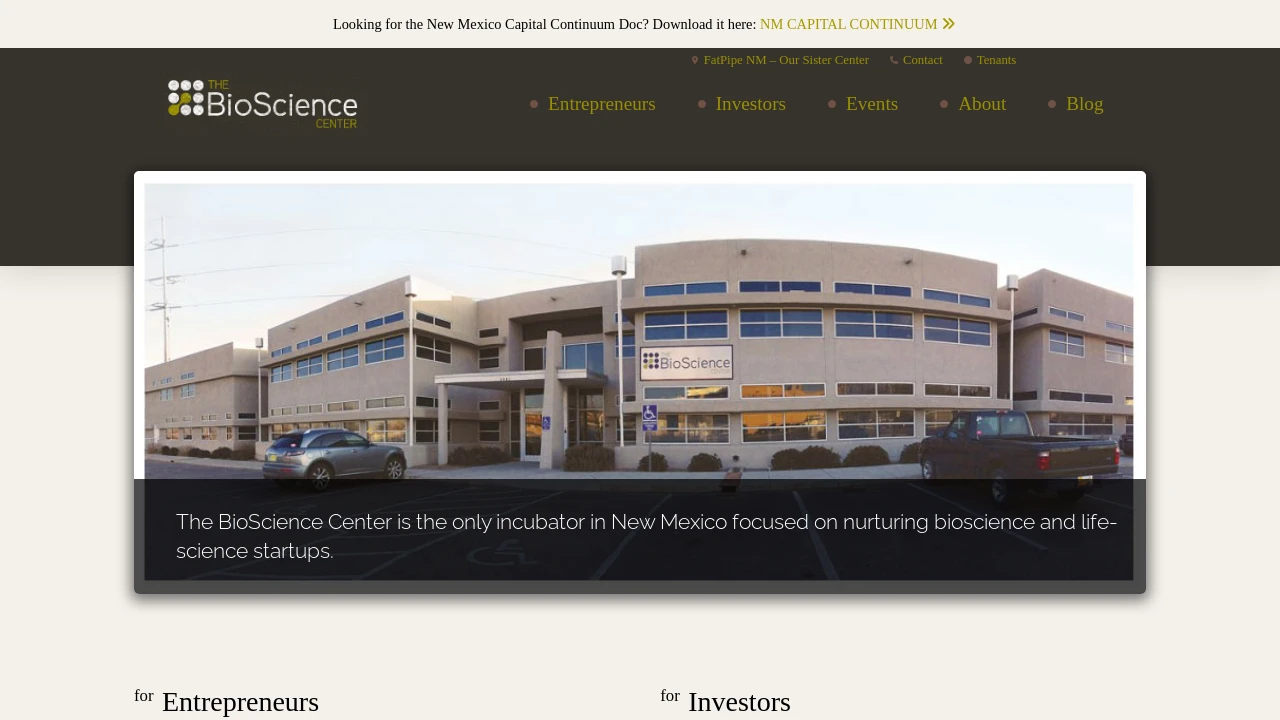 Looking for the New Mexico Capital Continuum Doc? Download it here: NM CAPITAL CONTINUUM
FatPipe NM – Our Sister Center
Contact
Tenants
THE
BioScience
CENTER
Entrepreneurs
Investors
Events
About
Blog
BioScience
The BioScience Center is the only incubator in New Mexico focused on nurturing bioscience and life-
science startups.
for Entrepreneurs
for Investors